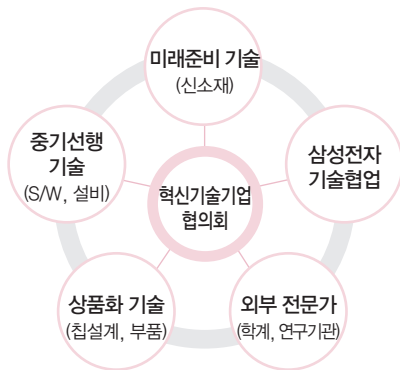 미래준비 기술
(신소재)
중기선행
기술
(S/W, 설비)
삼성전자
기술협업
혁신기술기업
협의회
상품화 기술
(칩설계, 부품)
외부 전문가
(학계, 연구기관)